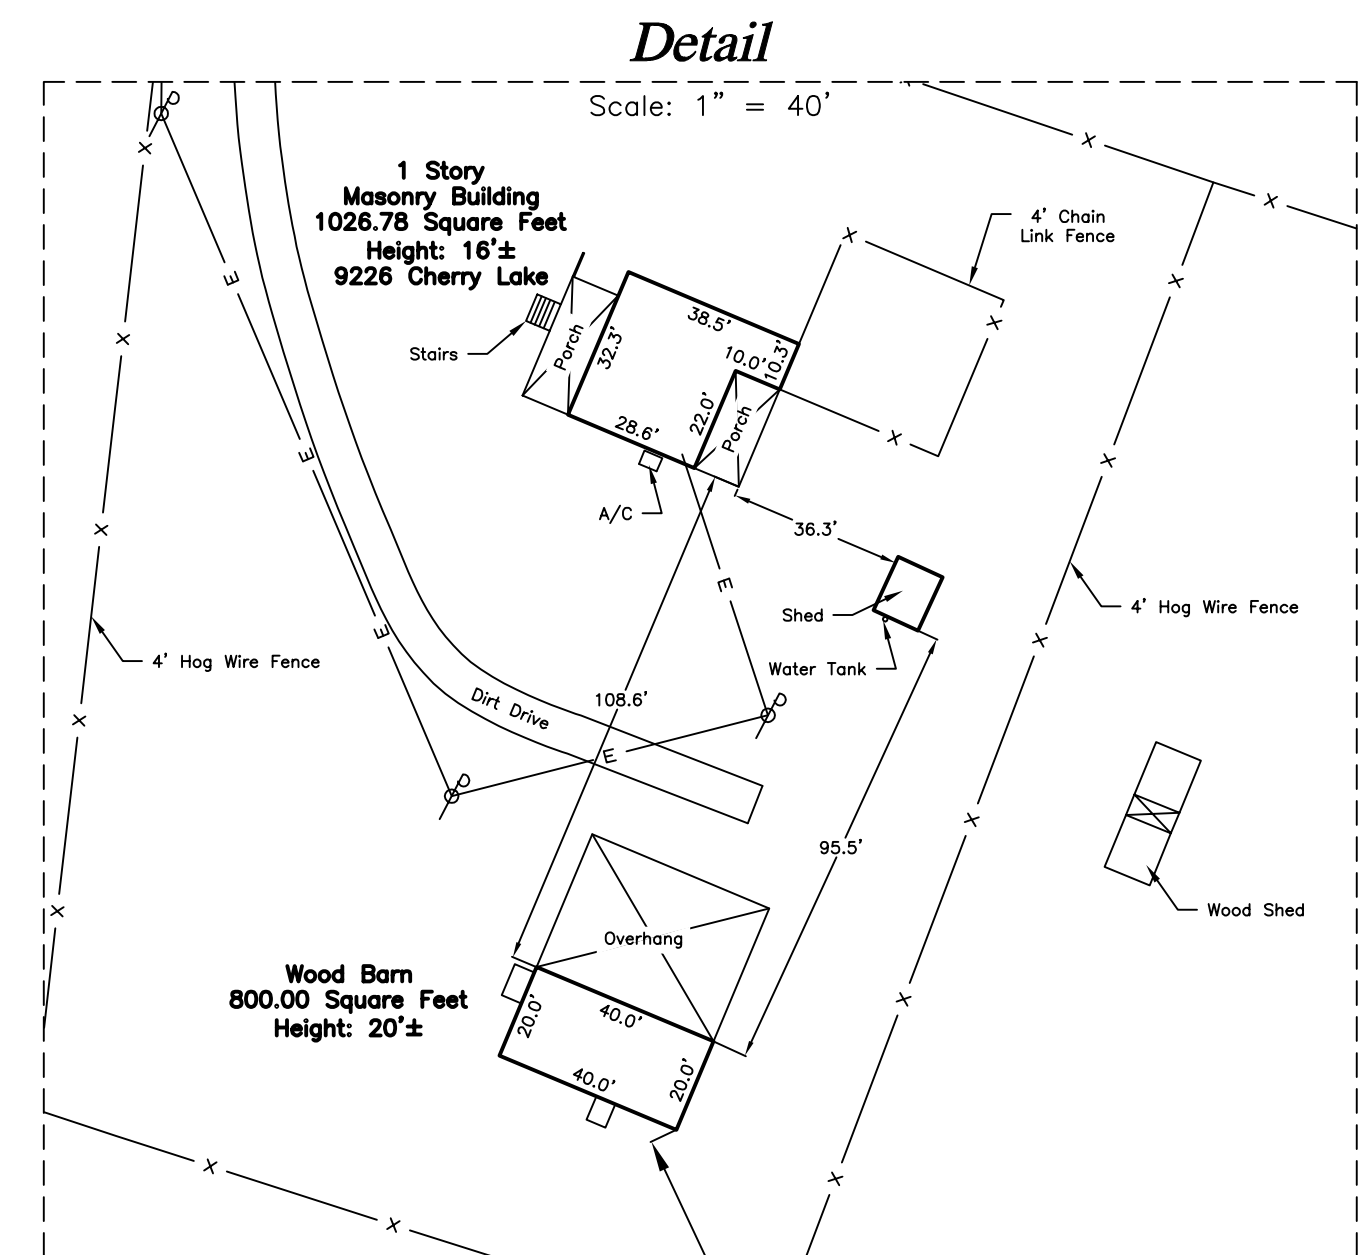 Detail
Scale: 1" = 40'
P
X
X
1 Story
Masonry Building
1026.78 Square Feet
Height: 16'±
9226 Cherry Lake
4' Chain
Link Fence
X
X
E
X
X
X
Stairs
Porch
32.3'
38.5'
10.0'
10.3'
22.0'
Porch
28.6'
X
E
X
A/C
X
36.3'
E
Shed
4' Hog Wire Fence
E
X
4' Hog Wire Fence
Water Tank
Dirt Drive
108.6'
P
X
E
P
X
95.5'
X
Wood Shed
Overhang
Wood Barn
800.00 Square Feet
Height: 20'±
X
20.0'
40.0'
40.0'
20.0'
X
X
X